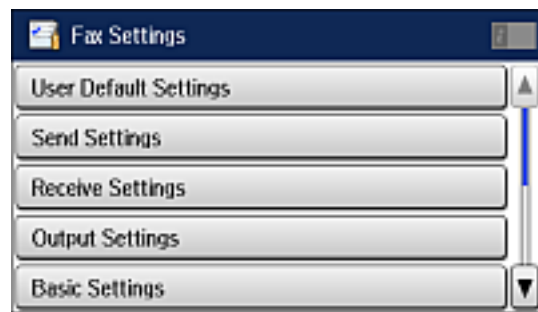 Fax Settings
User Default Settings
Send Settings
Receive Settings
Output Settings
Basic Settings